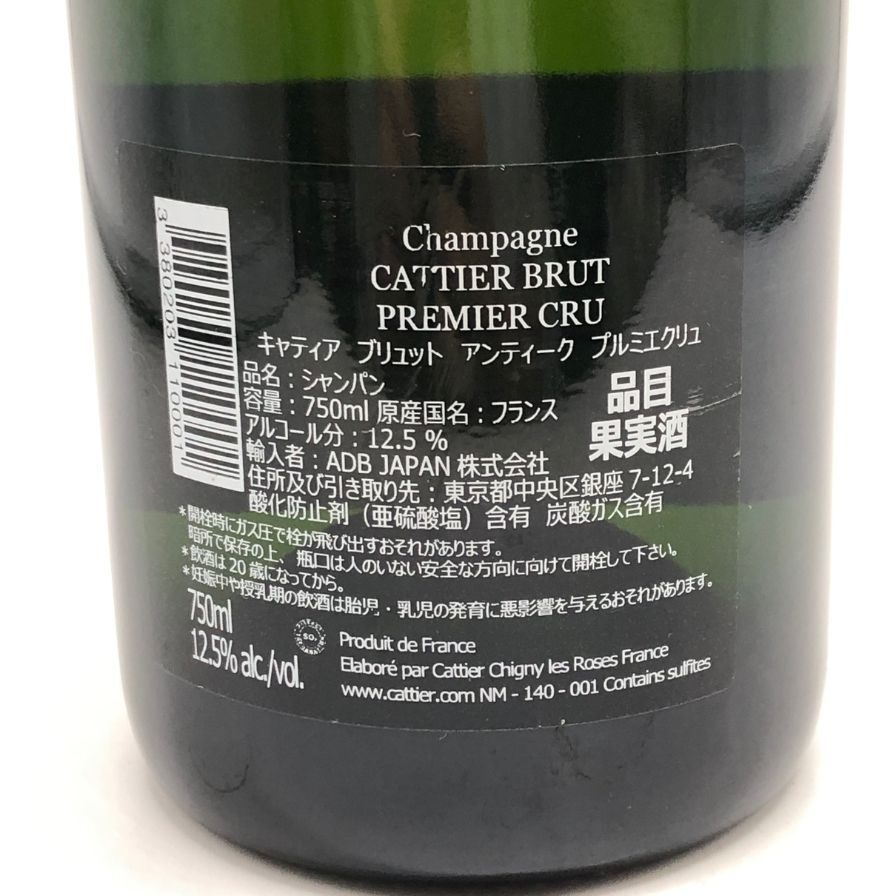 Champagne
CATTIER BRUT
PREMIER CRU
キャティア ブリュット アンティーク プルミエクリュ
品名：シャンパン
容量：750ml 原産国名：フランス
アルコール分：12.5 %
輸入者：ADB JAPAN 株式会社
住所及び引き取り先：東京都中央区銀座 7-12-4
酸化防止剤（亜硫酸塩）含有 炭酸ガス含有
品目
果実酒
3 380203 110001
*開栓時にガス圧で栓が飛び出すおそれがあります。
暗所で保存の上、瓶口は人のいない安全な方向に向けて開栓して下さい。
*飲酒は 20 歳になってから。
*妊娠中や授乳期の飲酒は胎児・乳児の発育に悪影響を与えるおそれがあります。
750ml
12.5% alc./vol.
SO₂
Produit de France
Elaboré par Cattier Chigny les Roses France
www.cattier.com NM - 140 - 001 Contains sulfites